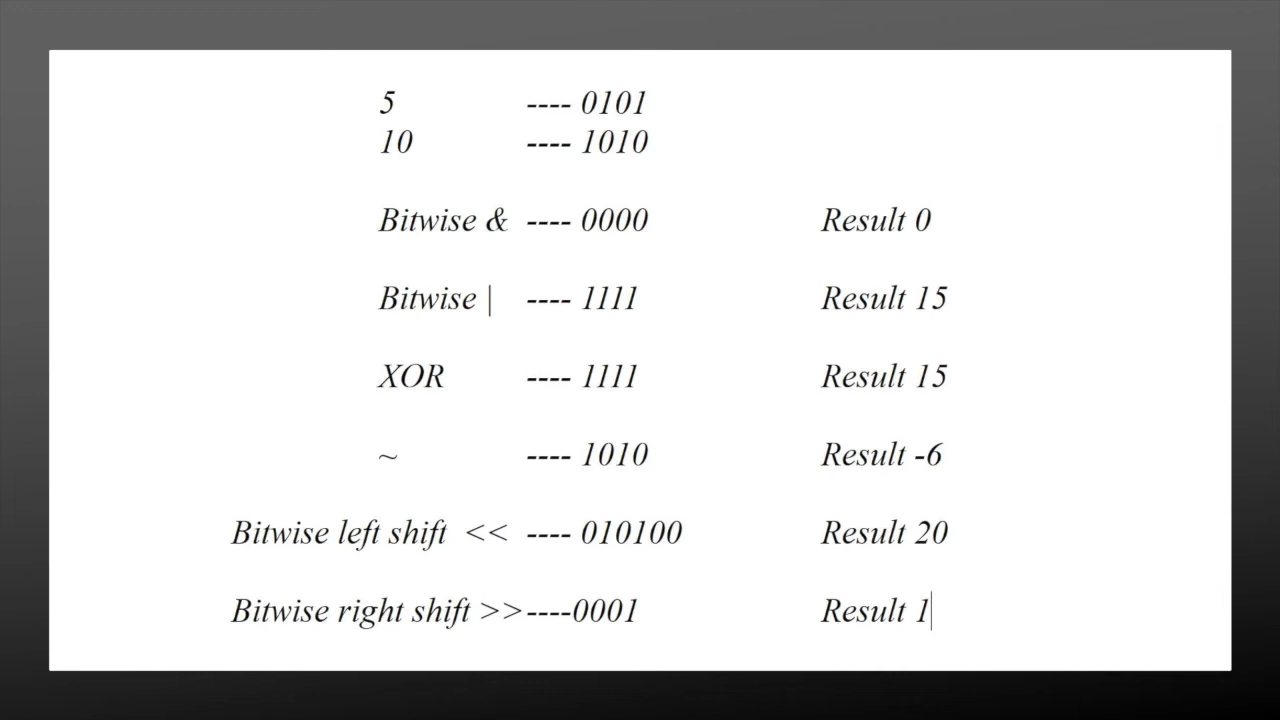 5 ---- 0101
10 ---- 1010
Bitwise & ---- 0000 Result 0
Bitwise | ---- 1111 Result 15
XOR ---- 1111 Result 15
~ ---- 1010 Result -6
Bitwise left shift << ---- 010100 Result 20
Bitwise right shift >>----0001 Result 1